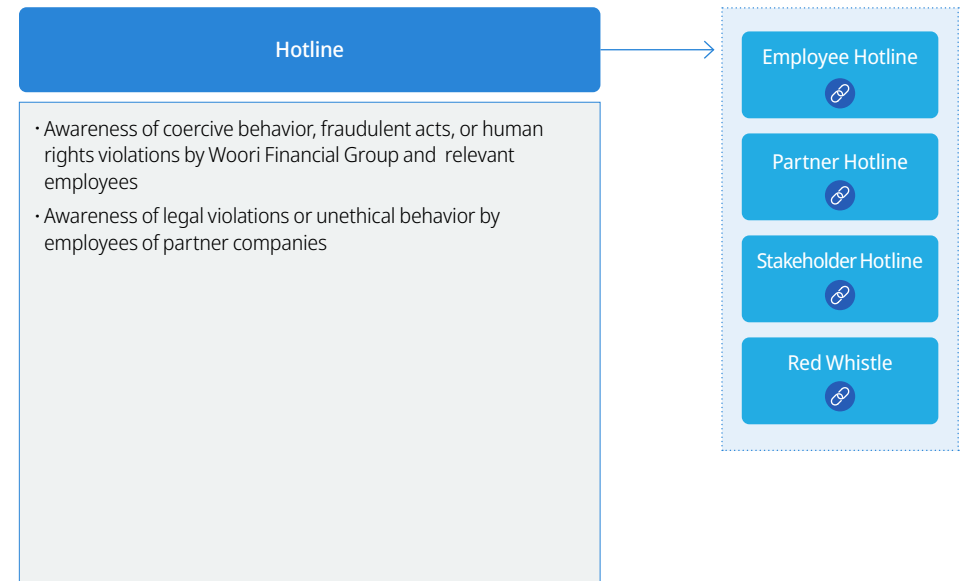 Hotline
· Awareness of coercive behavior, fraudulent acts, or human
rights violations by Woori Financial Group and relevant
employees
· Awareness of legal violations or unethical behavior by
employees of partner companies
Employee Hotline
Partner Hotline
Stakeholder Hotline
Red Whistle